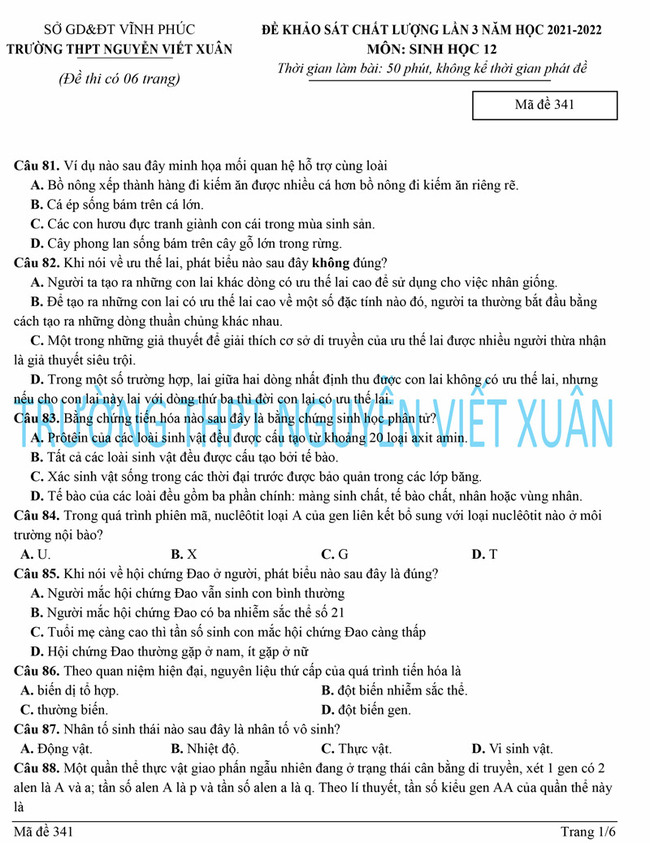 SỞ GD&ĐT VĨNH PHÚC
TRƯỜNG THPT NGUYỄN VIẾT XUÂN
(Đề thi có 06 trang)
ĐỀ KHẢO SÁT CHẤT LƯỢNG LẦN 3 NĂM HỌC 2021-2022
MÔN: SINH HỌC 12
Thời gian làm bài: 50 phút, không kể thời gian phát đề
Mã đề 341
Câu 81. Ví dụ nào sau đây minh họa mối quan hệ hỗ trợ cùng loài
A. Bồ nông xếp thành hàng đi kiếm ăn được nhiều cá hơn bồ nông đi kiếm ăn riêng rẽ.
B. Cá ép sống bám trên cá lớn.
C. Các con hươu đực tranh giành con cái trong mùa sinh sản.
D. Cây phong lan sống bám trên cây gỗ lớn trong rừng.
Câu 82. Khi nói về ưu thế lai, phát biểu nào sau đây không đúng?
A. Người ta tạo ra những con lai khác dòng có ưu thế lai cao để sử dụng cho việc nhân giống.
B. Để tạo ra những con lai có ưu thế lai cao về một số đặc tính nào đó, người ta thường bắt đầu bằng
cách tạo ra những dòng thuần chủng khác nhau.
C. Một trong những giả thuyết để giải thích cơ sở di truyền của ưu thế lai được nhiều người thừa nhận
là giả thuyết siêu trội.
D. Trong một số trường hợp, lai giữa hai dòng nhất định thu được con lai không có ưu thế lai, nhưng
nếu cho con lai này lai với dòng thứ ba thì đời con lại có ưu thế lai.
TRƯỜNG THPT NGUYỄN VIẾT XUÂN
Câu 83. Bằng chứng tiến hóa nào sau đây là bằng chứng sinh học phân tử?
A. Prôtêin của các loài sinh vật đều được cấu tạo từ khoảng 20 loại axit amin.
B. Tất cả các loài sinh vật đều được cấu tạo bởi tế bào.
C. Xác sinh vật sống trong các thời đại trước được bảo quản trong các lớp băng.
D. Tế bào của các loài đều gồm ba phần chính: màng sinh chất, tế bào chất, nhân hoặc vùng nhân.
Câu 84. Trong quá trình phiên mã, nuclêôtit loại A của gen liên kết bổ sung với loại nuclêôtit nào ở môi
trường nội bào?
A. U. B. X C. G D. T
Câu 85. Khi nói về hội chứng Đao ở người, phát biểu nào sau đây là đúng?
A. Người mắc hội chứng Đao vẫn sinh con bình thường
B. Người mắc hội chứng Đao có ba nhiễm sắc thể số 21
C. Tuổi mẹ càng cao thì tần số sinh con mắc hội chứng Đao càng thấp
D. Hội chứng Đao thường gặp ở nam, ít gặp ở nữ
Câu 86. Theo quan niệm hiện đại, nguyên liệu thứ cấp của quá trình tiến hóa là
A. biến dị tổ hợp. B. đột biến nhiễm sắc thể.
C. thường biến. D. đột biến gen.
Câu 87. Nhân tố sinh thái nào sau đây là nhân tố vô sinh?
A. Động vật. B. Nhiệt độ. C. Thực vật. D. Vi sinh vật.
Câu 88. Một quần thể thực vật giao phấn ngẫu nhiên đang ở trạng thái cân bằng di truyền, xét 1 gen có 2
alen là A và a; tần số alen A là p và tần số alen a là q. Theo lí thuyết, tần số kiểu gen AA của quần thể này
là
Mã đề 341 Trang 1/6